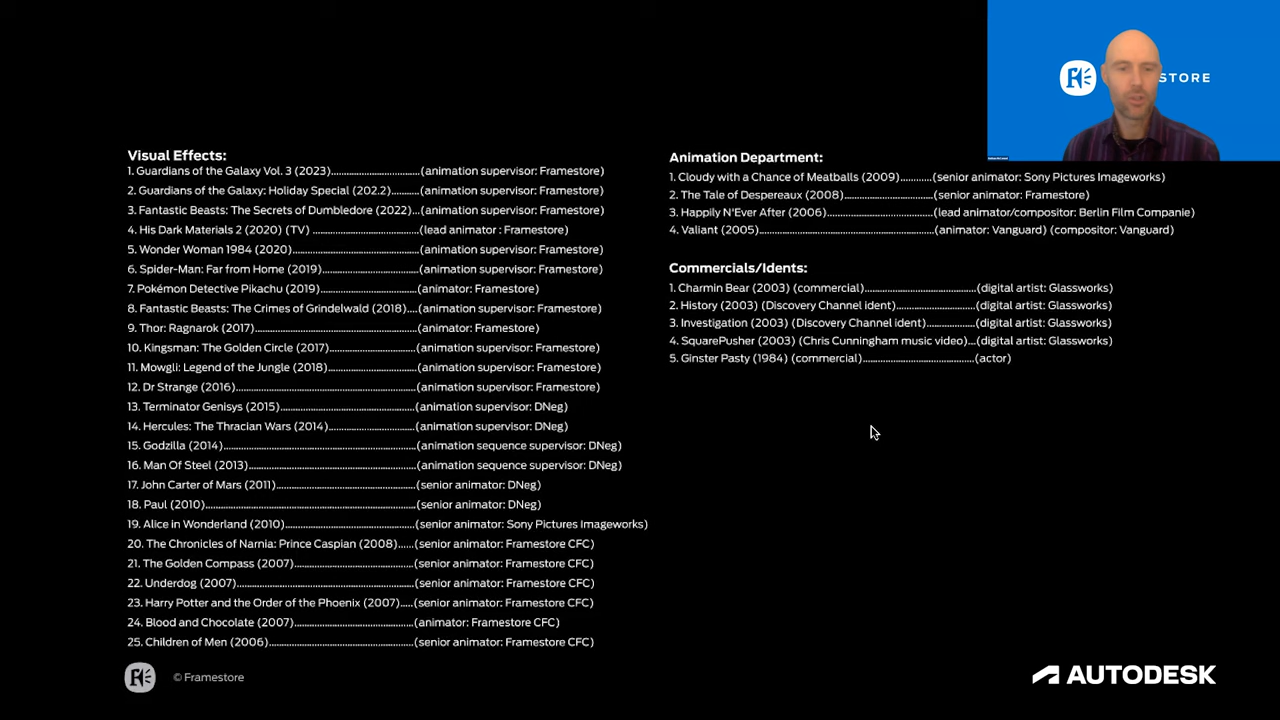 STORE
Visual Effects:
1. Guardians of the Galaxy Vol. 3 (2023)..............................(animation supervisor: Framestore)
2. Guardians of the Galaxy: Holiday Special (202.2).........(animation supervisor: Framestore)
3. Fantastic Beasts: The Secrets of Dumbledore (2022)...(animation supervisor: Framestore)
4. His Dark Materials 2 (2020) (TV) ....................................(lead animator : Framestore)
5. Wonder Woman 1984 (2020)..........................................(animation supervisor: Framestore)
6. Spider-Man: Far from Home (2019)................................(animation supervisor: Framestore)
7. Pokémon Detective Pikachu (2019)................................(animator: Framestore)
8. Fantastic Beasts: The Crimes of Grindelwald (2018)....(animation supervisor: Framestore)
9. Thor: Ragnarok (2017)......................................................(animator: Framestore)
10. Kingsman: The Golden Circle (2017).............................(animation supervisor: Framestore)
11. Mowgli: Legend of the Jungle (2018).............................(animation supervisor: Framestore)
12. Dr Strange (2016)............................................................(animation supervisor: Framestore)
13. Terminator Genisys (2015).............................................(animation supervisor: DNeg)
14. Hercules: The Thracian Wars (2014).............................(animation supervisor: DNeg)
15. Godzilla (2014).................................................................(animation sequence supervisor: DNeg)
16. Man Of Steel (2013).........................................................(animation sequence supervisor: DNeg)
17. John Carter of Mars (2011)..............................................(senior animator: DNeg)
18. Paul (2010).......................................................................(senior animator: DNeg)
19. Alice in Wonderland (2010)...........................................(senior animator: Sony Pictures Imageworks)
20. The Chronicles of Narnia: Prince Caspian (2008).....(senior animator: Framestore CFC)
21. The Golden Compass (2007).........................................(senior animator: Framestore CFC)
22. Underdog (2007)............................................................(senior animator: Framestore CFC)
23. Harry Potter and the Order of the Phoenix (2007).....(senior animator: Framestore CFC)
24. Blood and Chocolate (2007).........................................(animator: Framestore CFC)
25. Children of Men (2006)..................................................(senior animator: Framestore CFC)
Animation Department:
1. Cloudy with a Chance of Meatballs (2009)...........(senior animator: Sony Pictures Imageworks)
2. The Tale of Despereaux (2008)...............................(senior animator: Framestore)
3. Happily N'Ever After (2006)....................................(lead animator/compositor: Berlin Film Companie)
4. Valiant (2005)............................................................(animator: Vanguard) (compositor: Vanguard)
Commercials/Idents:
1. Charmin Bear (2003) (commercial)......................................(digital artist: Glassworks)
2. History (2003) (Discovery Channel ident)...........................(digital artist: Glassworks)
3. Investigation (2003) (Discovery Channel ident).................(digital artist: Glassworks)
4. SquarePusher (2003) (Chris Cunningham music video)...(digital artist: Glassworks)
5. Ginster Pasty (1984) (commercial).......................................(actor)
© Framestore
AUTODESK